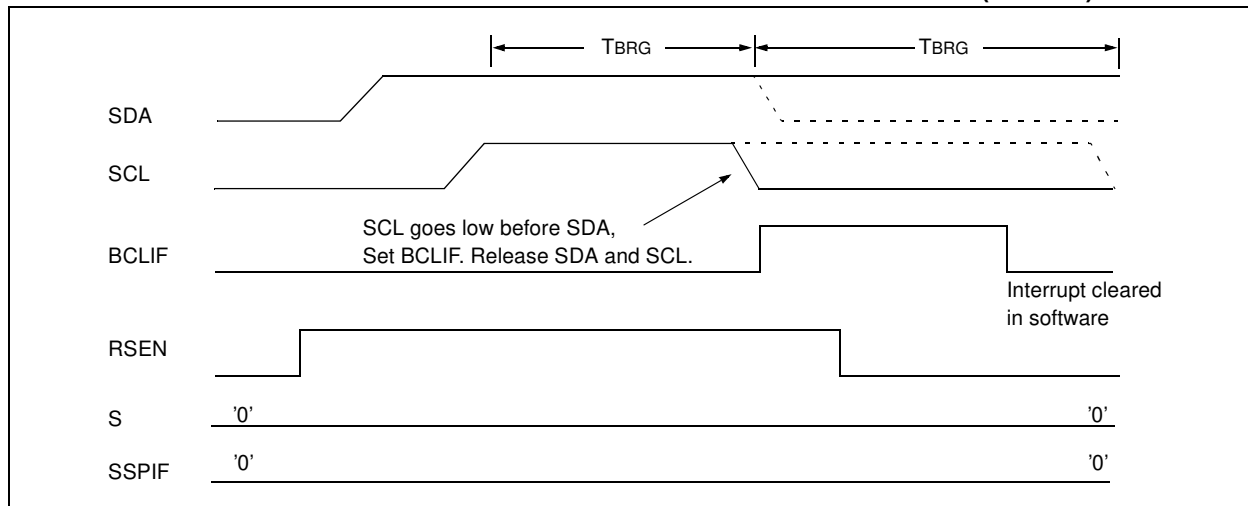 TBRG TBRG
SDA
SCL
SCL goes low before SDA,
Set BCLIF. Release SDA and SCL.
BCLIF
Interrupt cleared
in software
RSEN
S '0' '0'
SSPIF '0' '0'